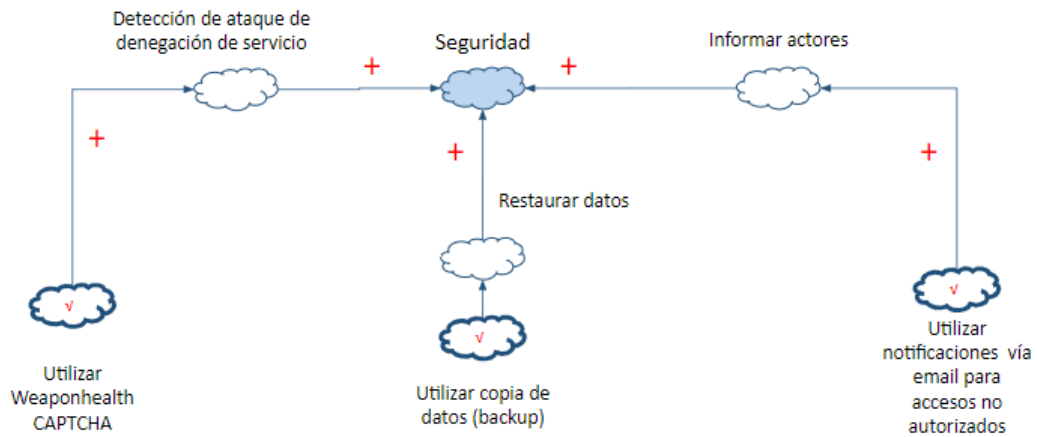 Detección de ataque de
denegación de servicio
Seguridad
Informar actores
+
+
+
+
+
Restaurar datos
√
√
√
Utilizar
Weaponhealth
CAPTCHA
Utilizar copia de
datos (backup)
Utilizar
notificaciones vía
email para
accesos no
autorizados